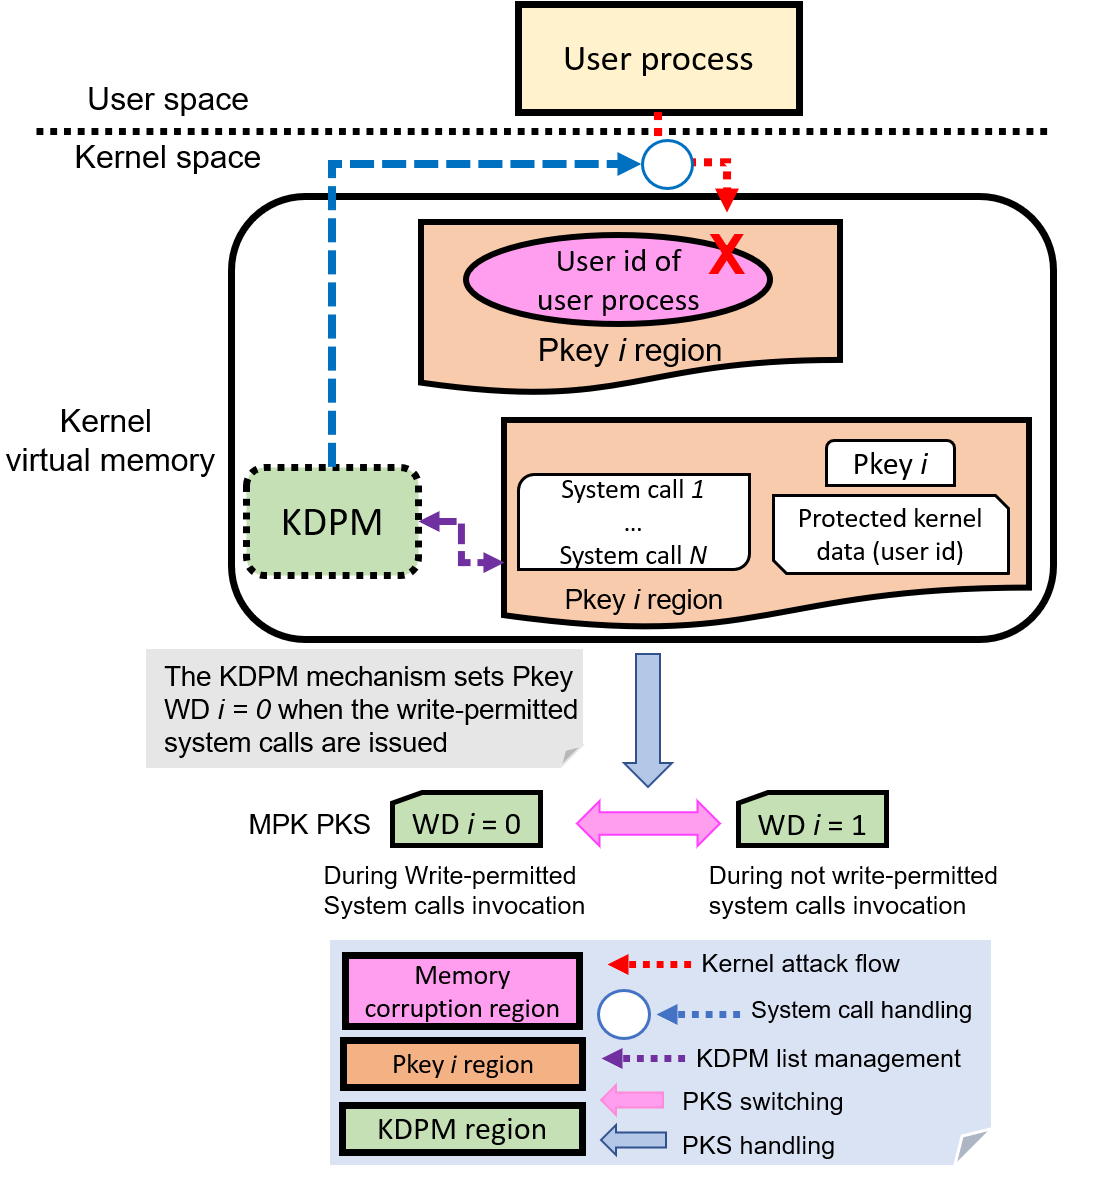 User process
User space
Kernel space
X
User id of
user process
Pkey i region
Kernel
virtual memory
KDPM
System call 1
...
System call N
Pkey i
Protected kernel
data (user id)
Pkey i region
The KDPM mechanism sets Pkey
WD i = 0 when the write-permitted
system calls are issued
MPK PKS
WD i = 0
WD i = 1
During Write-permitted
System calls invocation
During not write-permitted
system calls invocation
Memory
corruption region
Pkey i region
KDPM region
Kernel attack flow
System call handling
KDPM list management
PKS switching
PKS handling